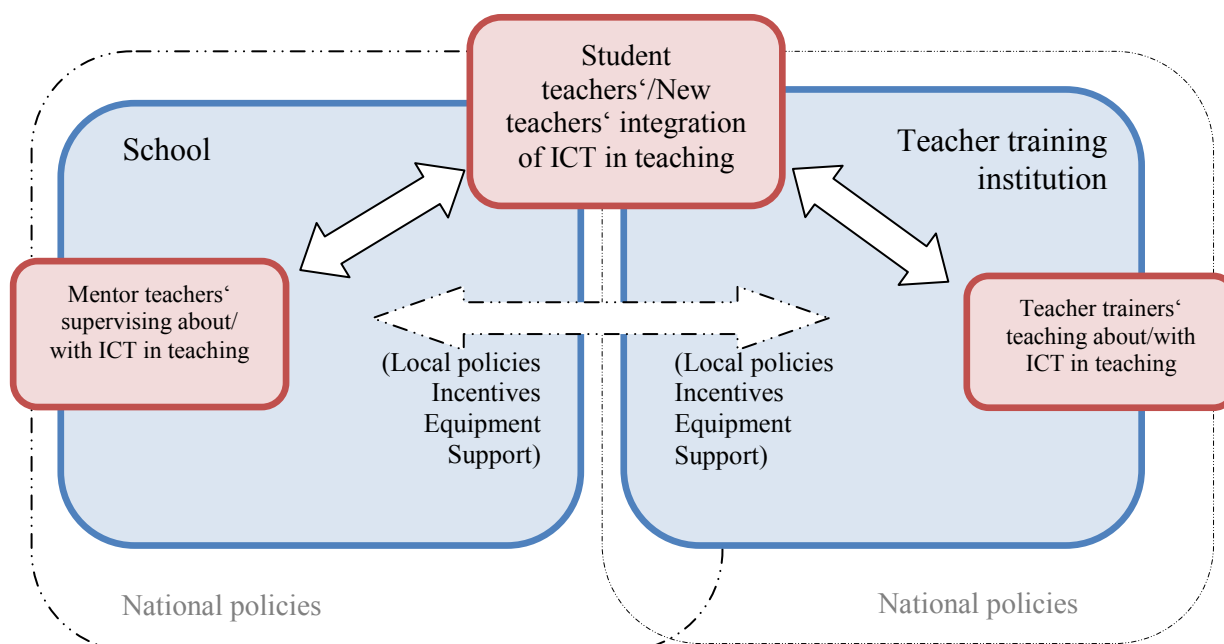 Student
teachers‘/New
teachers‘ integration
of ICT in teaching
School
Teacher training
institution
Mentor teachers‘
supervising about/
with ICT in teaching
Teacher trainers‘
teaching about/with
ICT in teaching
(Local policies
Incentives
Equipment
Support)
(Local policies
Incentives
Equipment
Support)
National policies
National policies